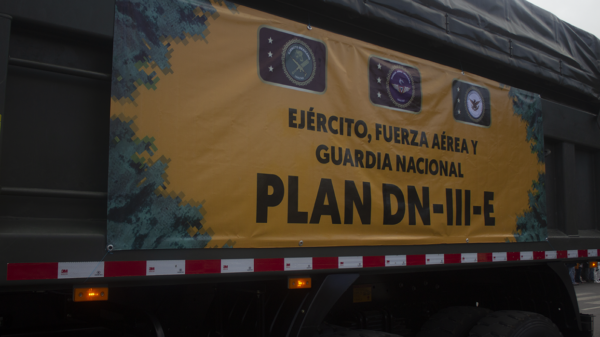 EJÉRCITO, FUERZA AÉREA Y
GUARDIA NACIONAL
PLAN DN-III-E